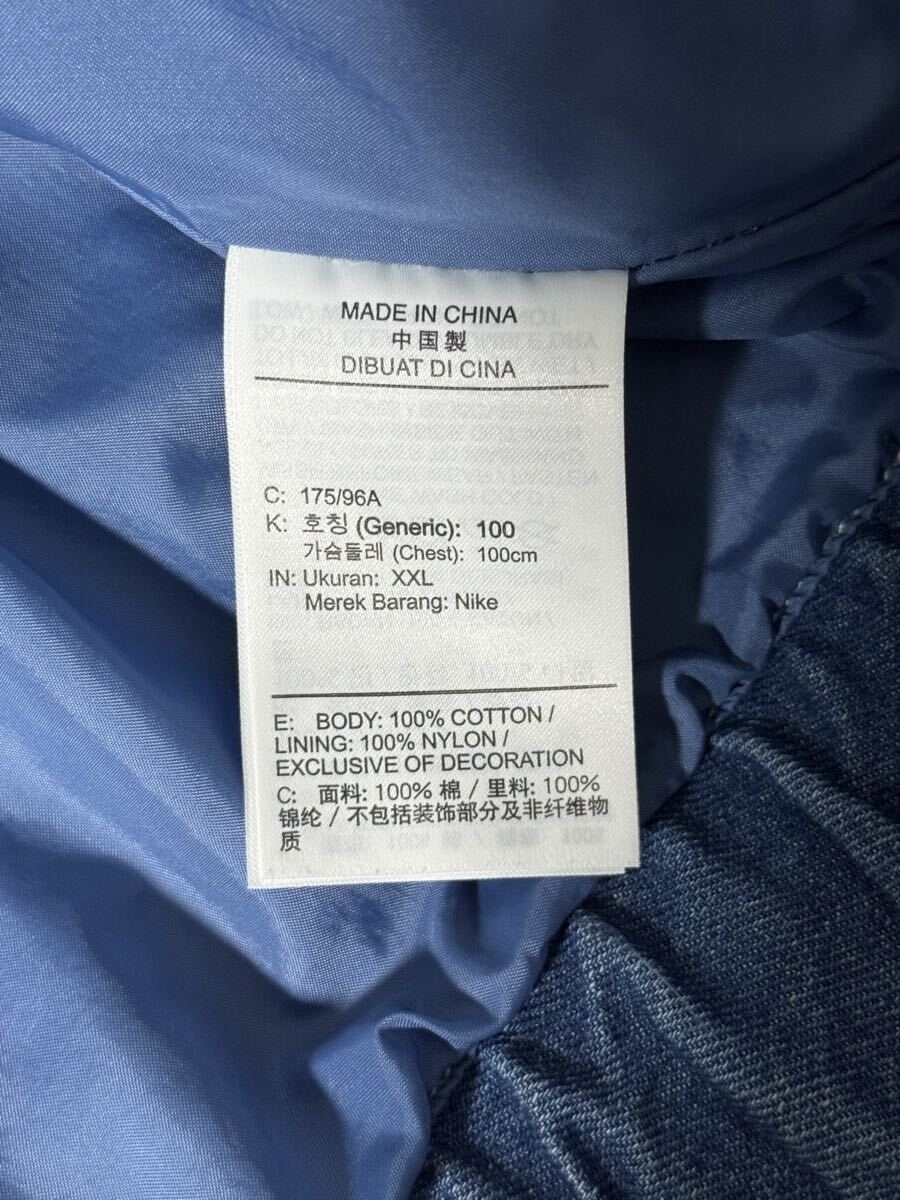 MADE IN CHINA
中国製
DIBUAT DI CINA
C: 175/96A
K: 호칭 (Generic): 100
가슴둘레 (Chest): 100cm
IN: Ukuran: XXL
Merek Barang: Nike
E: BODY: 100% COTTON /
LINING: 100% NYLON /
EXCLUSIVE OF DECORATION
C: 面料: 100% 棉 / 里料: 100%
锦纶 / 不包括装饰部分及非纤维物
质